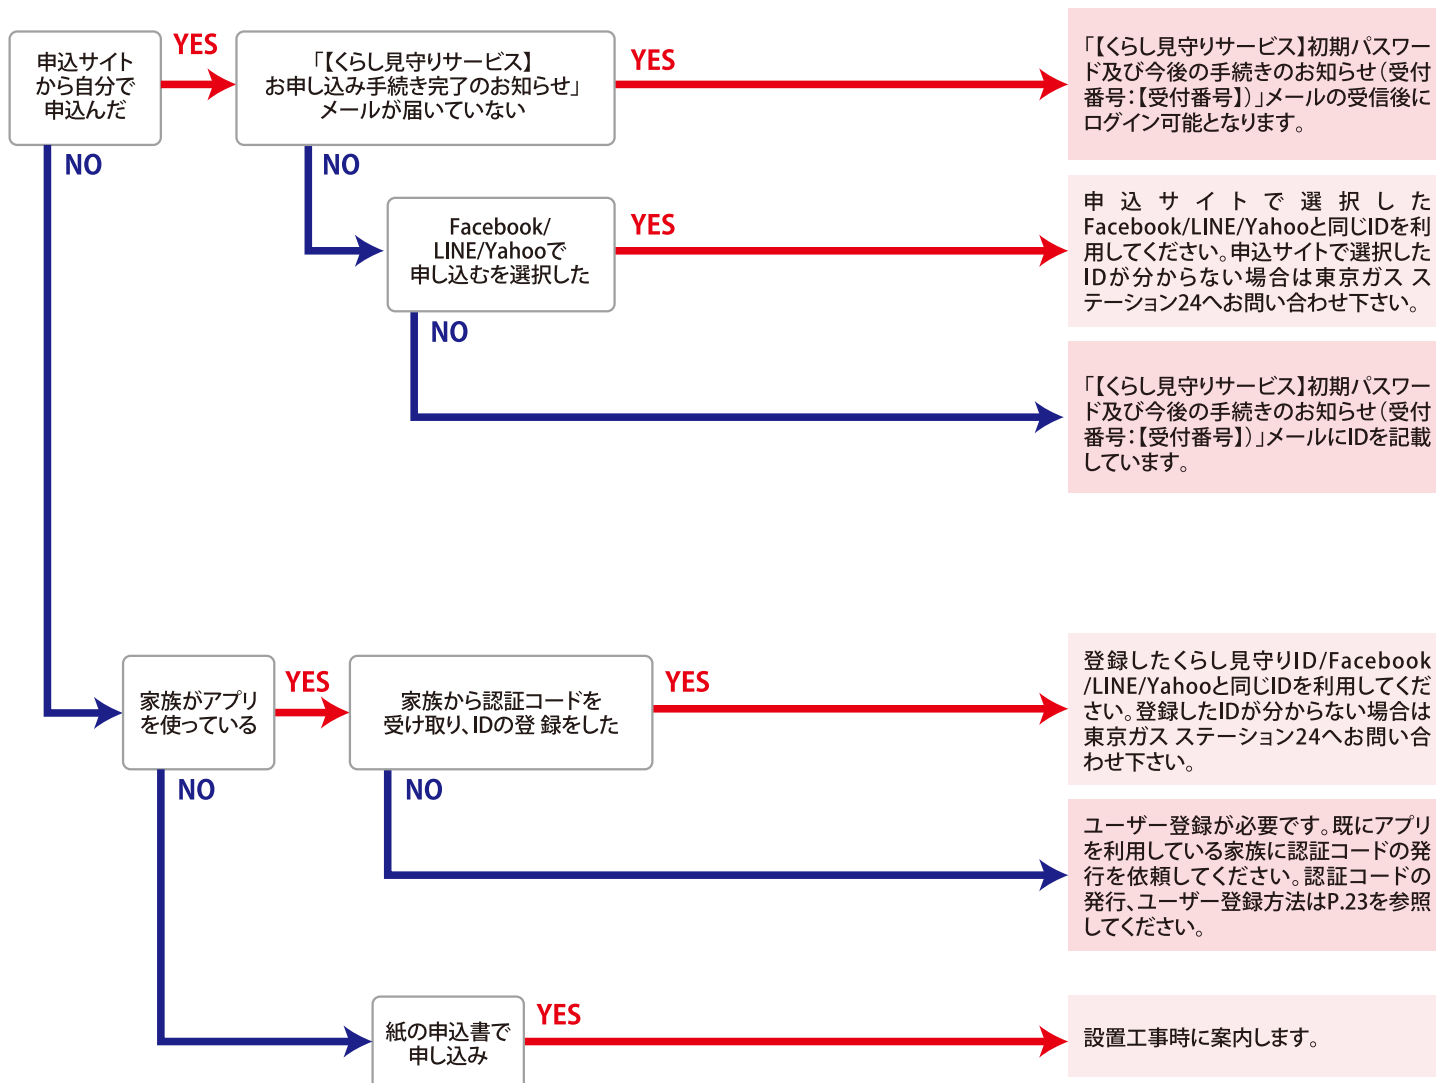 申込サイト
から自分で
申込んだ
YES
NO
「【くらし見守りサービス】
お申し込み手続き完了のお知らせ」
メールが届いていない
YES
NO
「【くらし見守りサービス】初期パスワー
ド及び今後の手続きのお知らせ（受付
番号：【受付番号】）」メールの受信後に
ログイン可能となります。
Facebook/
LINE/Yahooで
申し込むを選択した
YES
NO
申込サイトで選択した
Facebook/LINE/Yahooと同じIDを利
用してください。申込サイトで選択した
IDが分からない場合は東京ガス ス
テーション24へお問い合わせ下さい。
「【くらし見守りサービス】初期パスワー
ド及び今後の手続きのお知らせ（受付
番号：【受付番号】）」メールにIDを記載
しています。
家族がアプリ
を使っている
YES
NO
家族から認証コードを
受け取り、IDの登 録をした
YES
NO
登録したくらし見守りID/Facebook
/LINE/Yahooと同じIDを利用してくだ
さい。登録したIDが分からない場合は
東京ガス ステーション24へお問い合
わせ下さい。
ユーザー登録が必要です。既にアプリ
を利用している家族に認証コードの発
行を依頼してください。認証コードの
発行、ユーザー登録方法はP.23を参照
してください。
紙の申込書で
申し込み
YES
設置工事時に案内します。